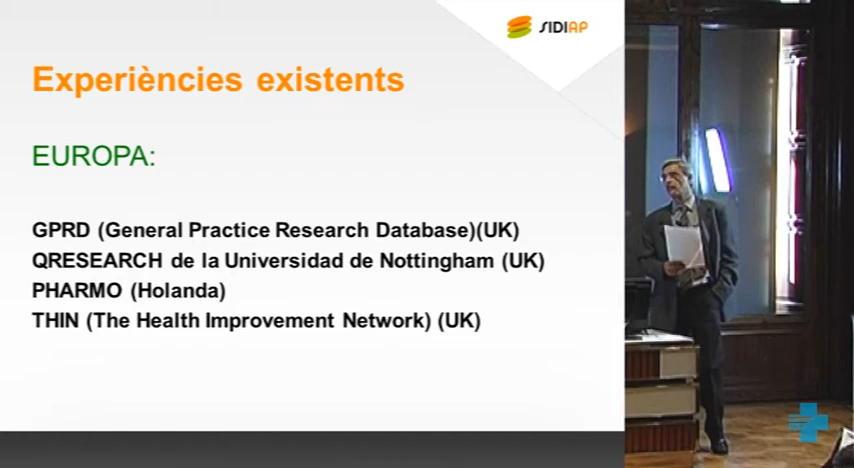 SIDIAP
Experiències existents
EUROPA:
GPRD (General Practice Research Database)(UK)
QRESEARCH de la Universidad de Nottingham (UK)
PHARMO (Holanda)
THIN (The Health Improvement Network) (UK)